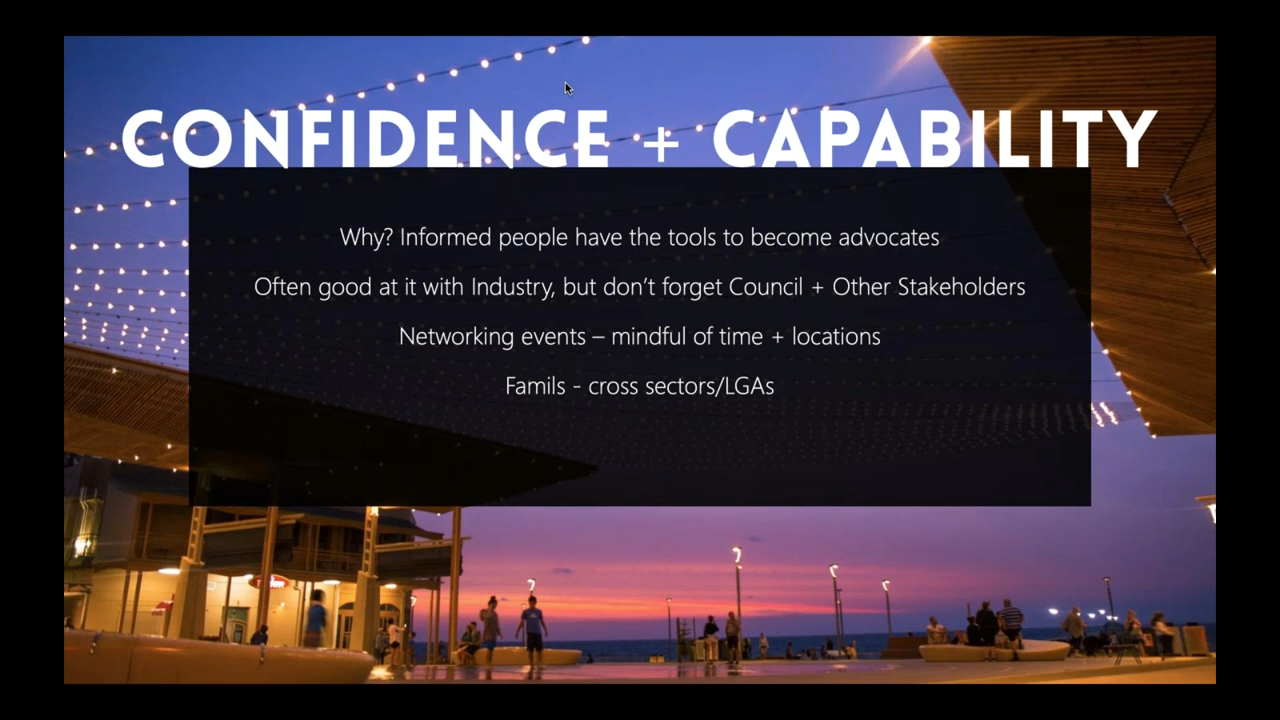 CONFIDENCE + CAPABILITY
Why? Informed people have the tools to become advocates
Often good at it with Industry, but don't forget Council + Other Stakeholders
Networking events – mindful of time + locations
Famils - cross sectors/LGAs